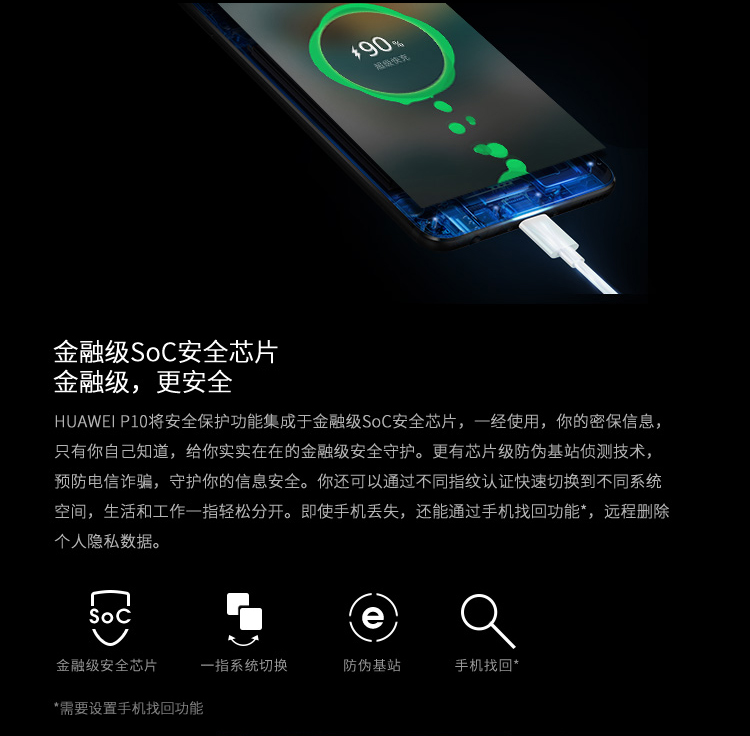 90%
超级快充
金融级SoC安全芯片
金融级，更安全
HUAWEI P10将安全保护功能集成于金融级SoC安全芯片，一经使用，你的密保信息，
只有你自己知道，给你实实在在的金融级安全守护。更有芯片级防伪基站侦测技术，
预防电信诈骗，守护你的信息安全。你还可以通过不同指纹认证快速切换到不同系统
空间，生活和工作一指轻松分开。即使手机丢失，还能通过手机找回功能*，远程删除
个人隐私数据。
SoC
e
金融级安全芯片
一指系统切换
防伪基站
手机找回*
*需要设置手机找回功能